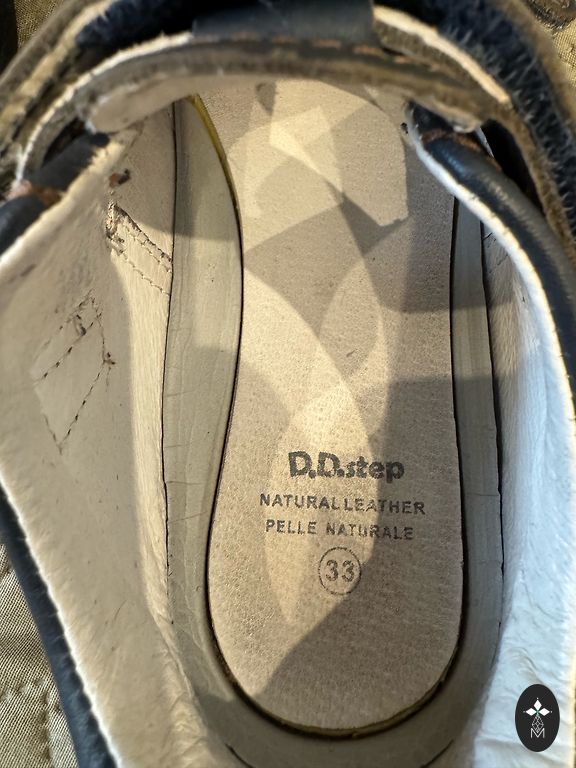 D.D.step
NATURAL LEATHER
PELLE NATURALE
33
M